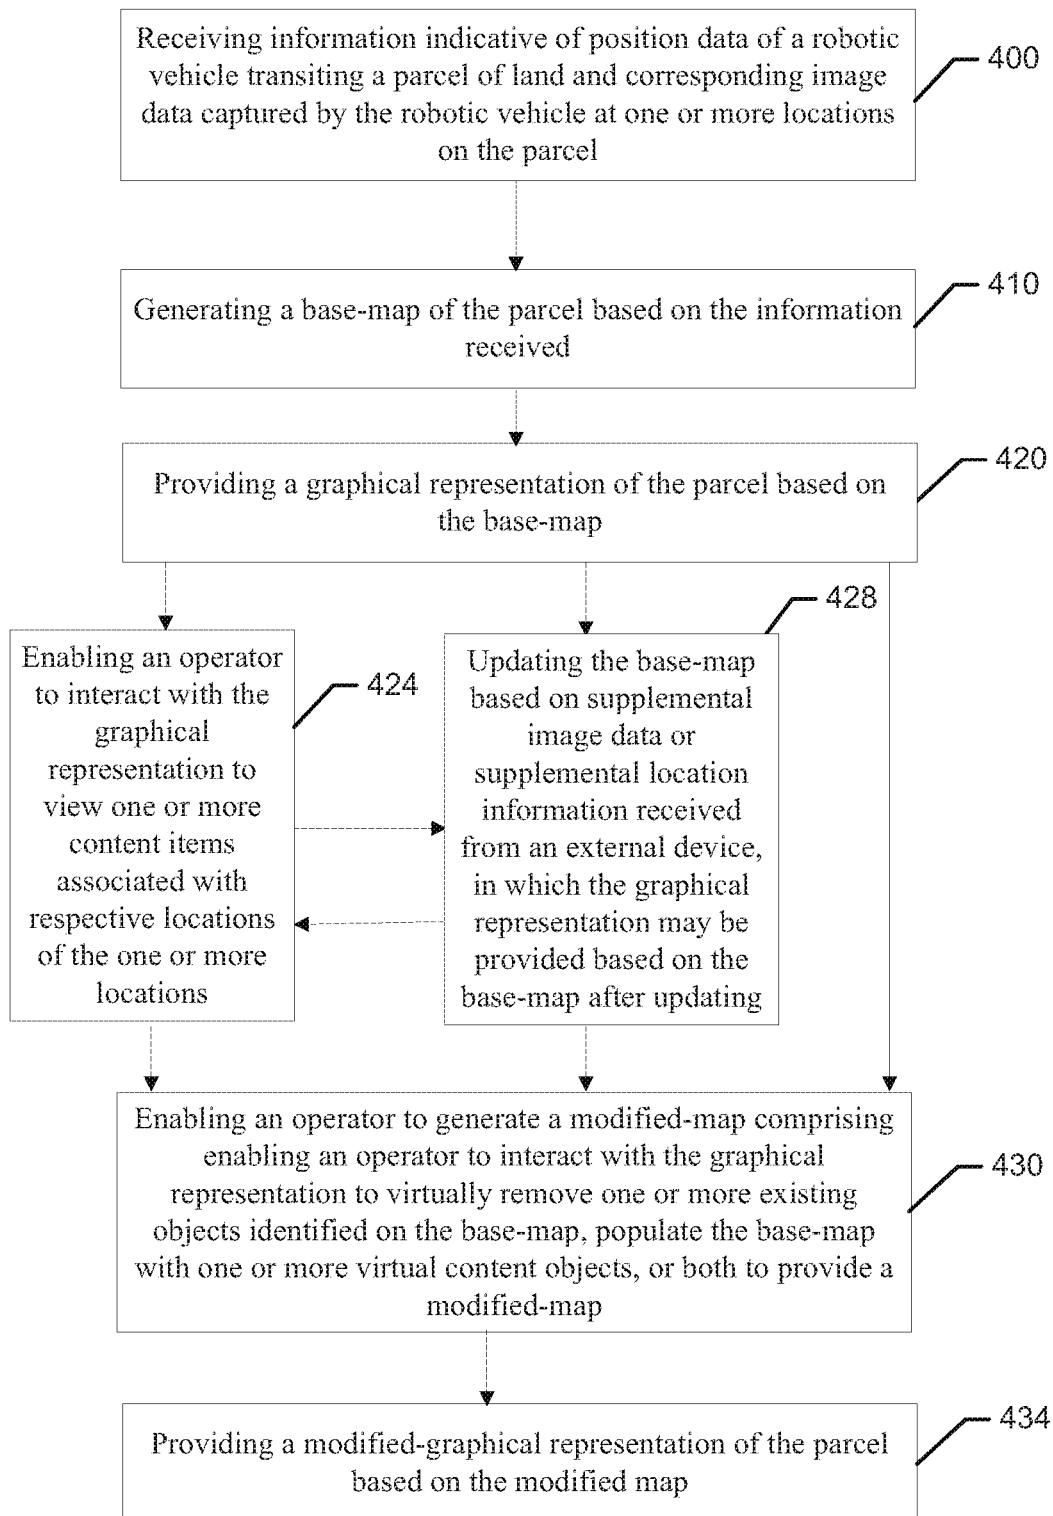 Receiving information indicative of position data of a robotic
vehicle transiting a parcel of land and corresponding image
data captured by the robotic vehicle at one or more locations
on the parcel
400
Generating a base-map of the parcel based on the information
received
410
Providing a graphical representation of the parcel based on
the base-map
420
Enabling an operator
to interact with the
graphical
representation to
view one or more
content items
associated with
respective locations
of the one or more
locations
424
Updating the base-map
based on supplemental
image data or
supplemental location
information received
from an external device,
in which the graphical
representation may be
provided based on the
base-map after updating
428
Enabling an operator to generate a modified-map comprising
enabling an operator to interact with the graphical
representation to virtually remove one or more existing
objects identified on the base-map, populate the base-map
with one or more virtual content objects, or both to provide a
modified-map
430
Providing a modified-graphical representation of the parcel
based on the modified map
434